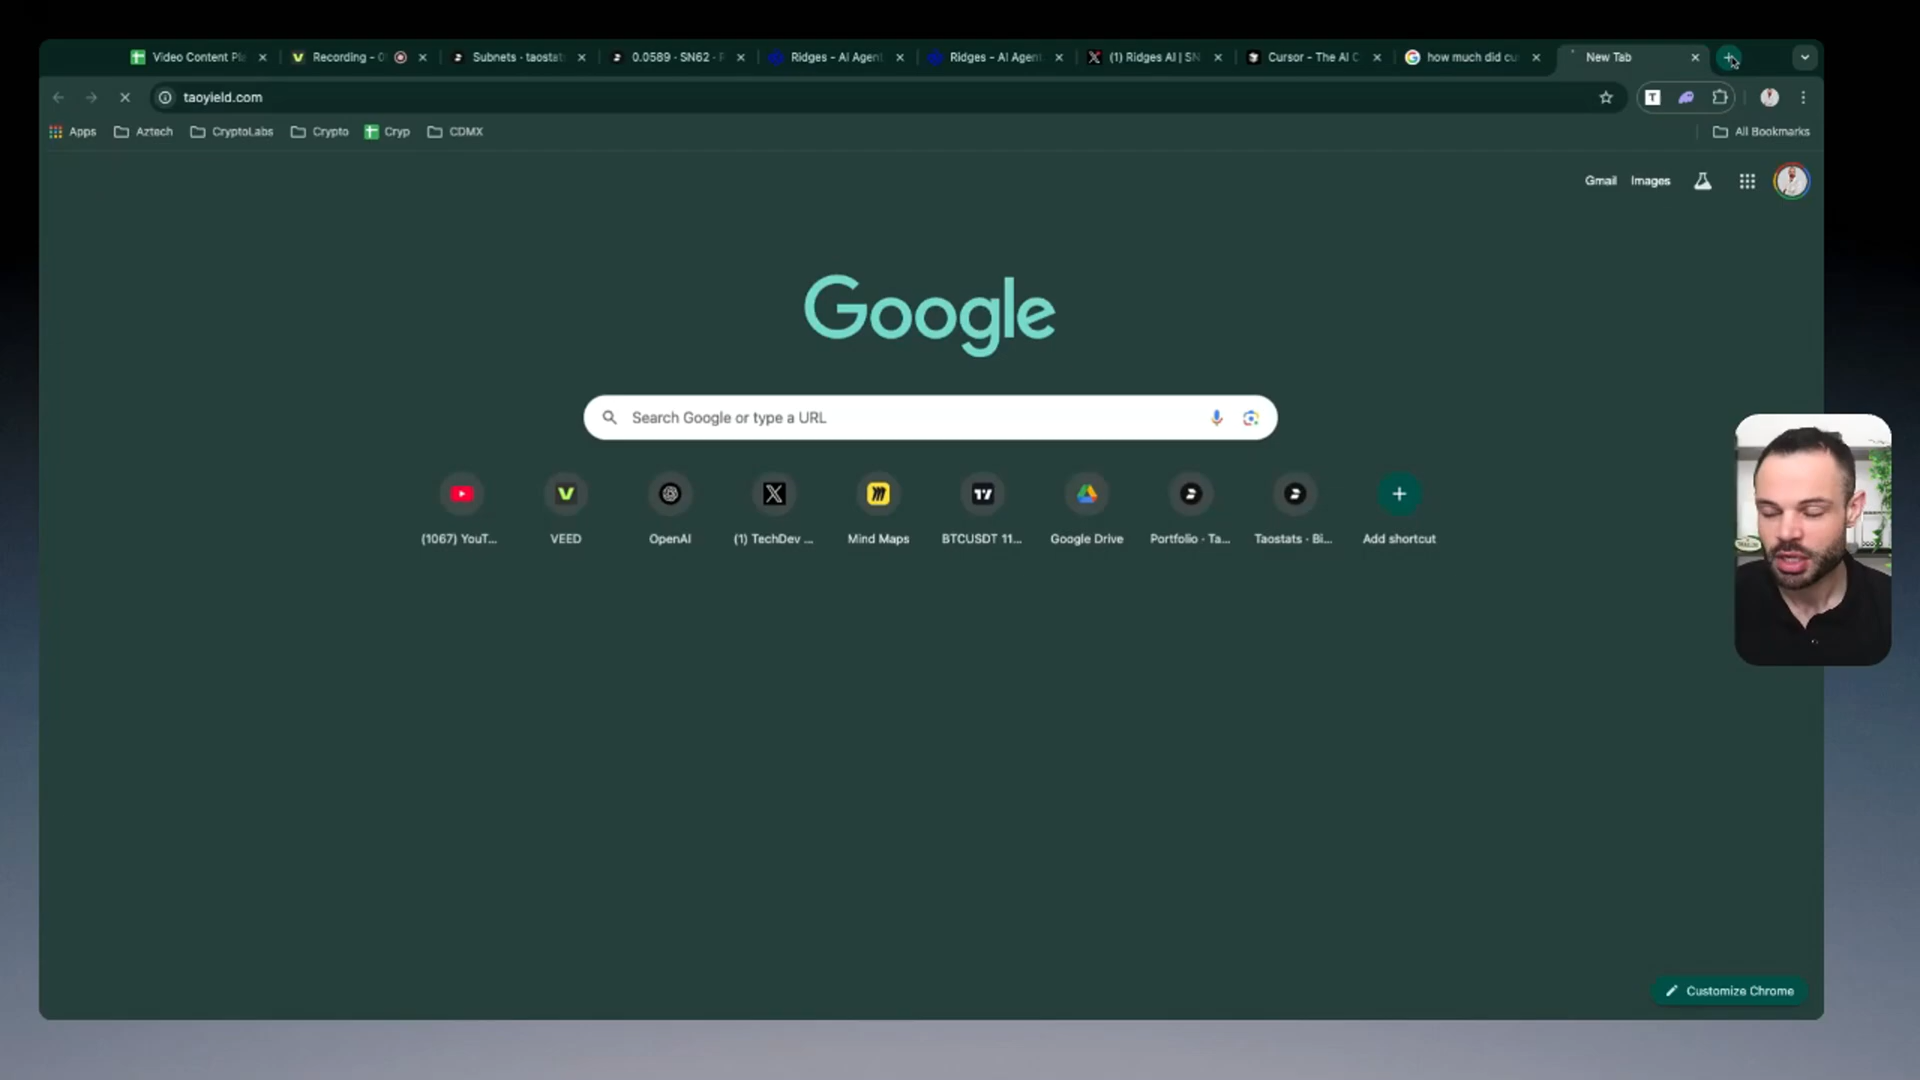 Video Content Pl
Recording - 0
Subnets · taostat
0.0589 · SN62 ·
Ridges - AI Agent
Ridges - AI Agent
(1) Ridges AI | SN
Cursor - The AI C
how much did cu
New Tab
taoyield.com
T
Apps
Aztech
CryptoLabs
Crypto
Cryp
CDMX
All Bookmarks
Gmail
Images
Google
Search Google or type a URL
(1067) YouT...
VEED
OpenAI
(1) TechDev ...
Mind Maps
BTCUSDT 11...
Google Drive
Portfolio · Ta...
Taostats · Bi...
Add shortcut
Customize Chrome